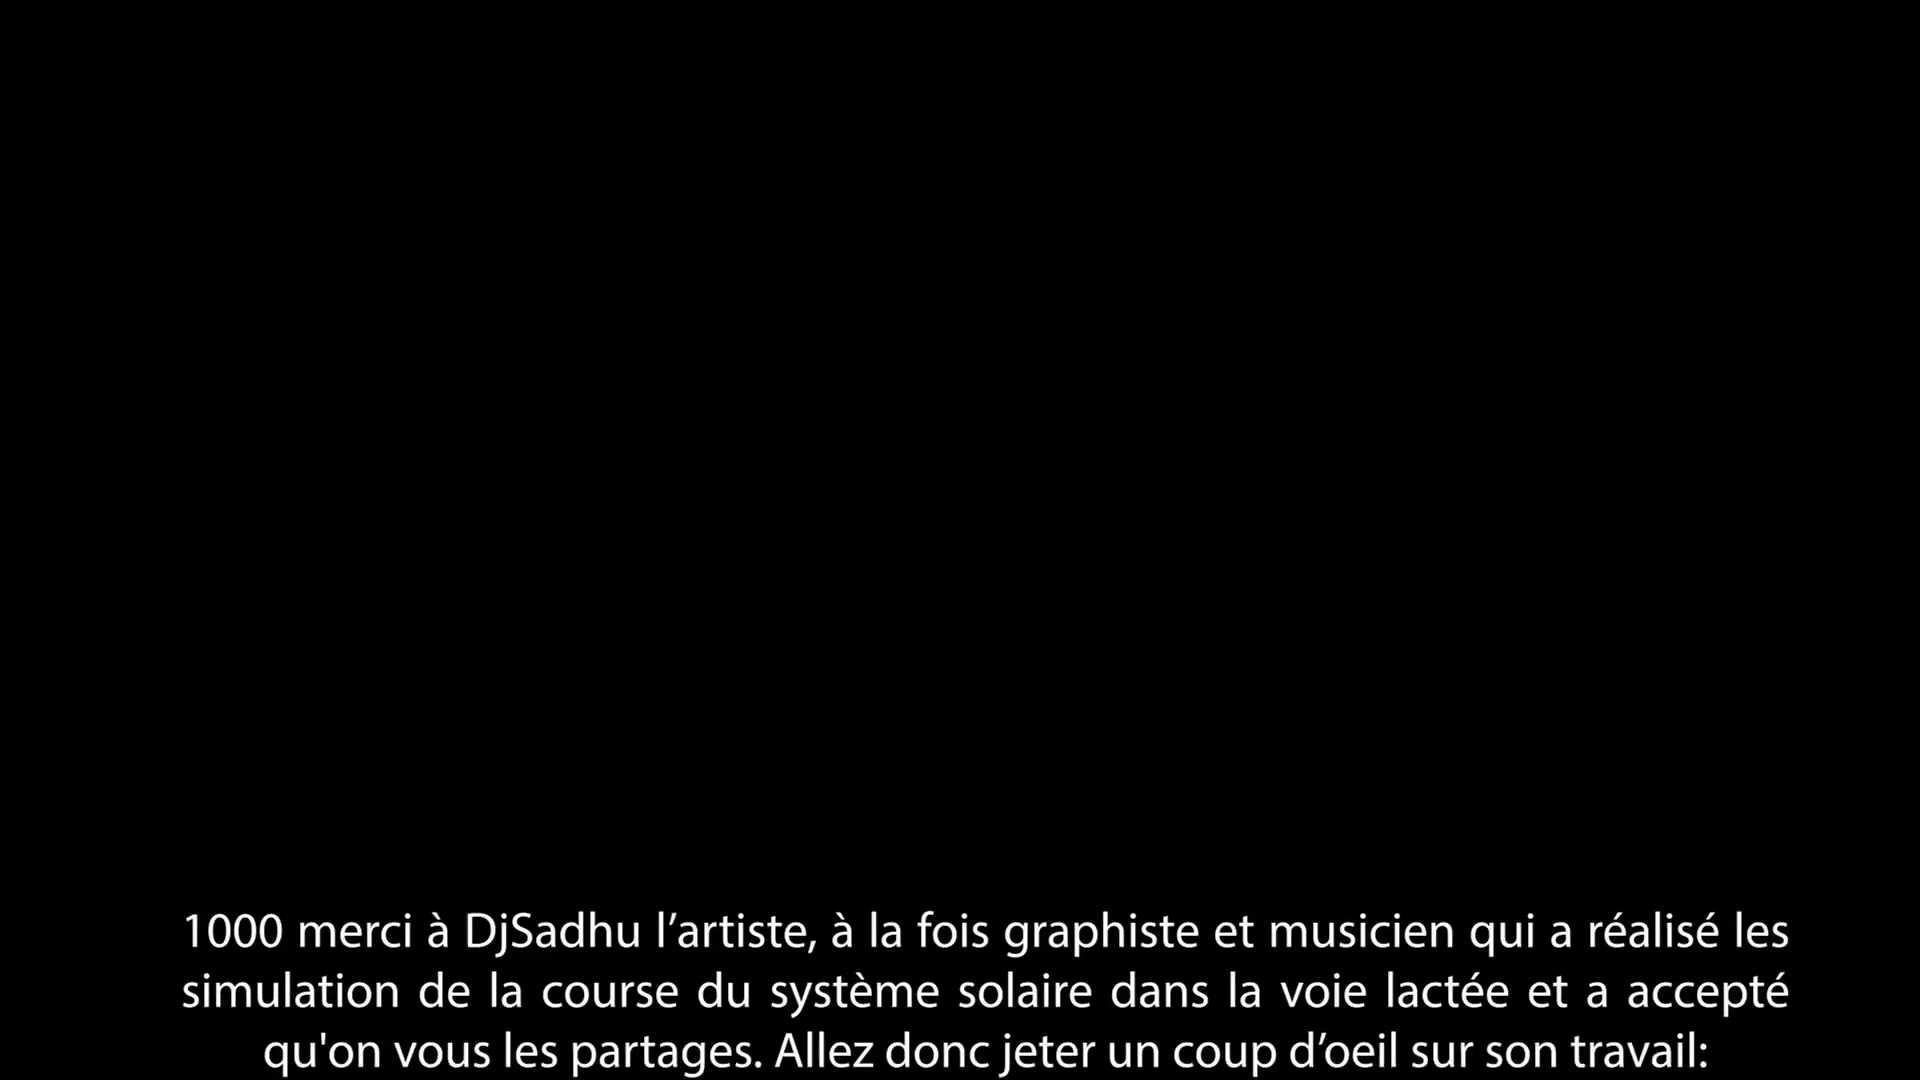 1000 merci à DjSadhu l’artiste, à la fois graphiste et musicien qui a réalisé les
simulation de la course du système solaire dans la voie lactée et a accepté
qu'on vous les partages. Allez donc jeter un coup d’oeil sur son travail: